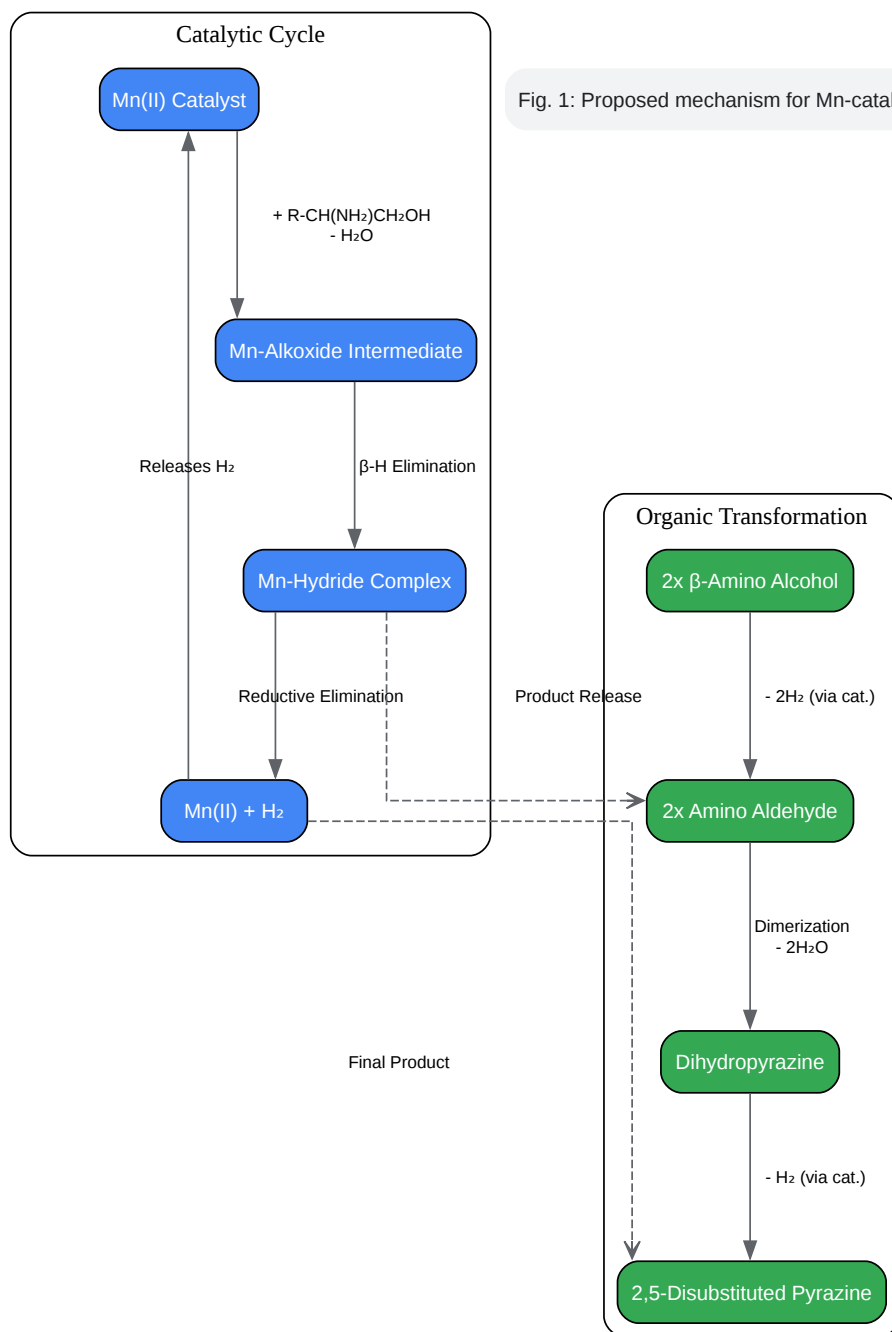 Catalytic Cycle
Mn(II) Catalyst
Fig. 1: Proposed mechanism for Mn-catal
+ R-CH(NH₂)CH₂OH
- H₂O
Mn-Alkoxide Intermediate
Releases H₂
β-H Elimination
Organic Transformation
Mn-Hydride Complex
2x β-Amino Alcohol
Reductive Elimination
Product Release
- 2H₂ (via cat.)
Mn(II) + H₂
2x Amino Aldehyde
Dimerization
- 2H₂O
Final Product
Dihydropyrazine
- H₂ (via cat.)
2,5-Disubstituted Pyrazine